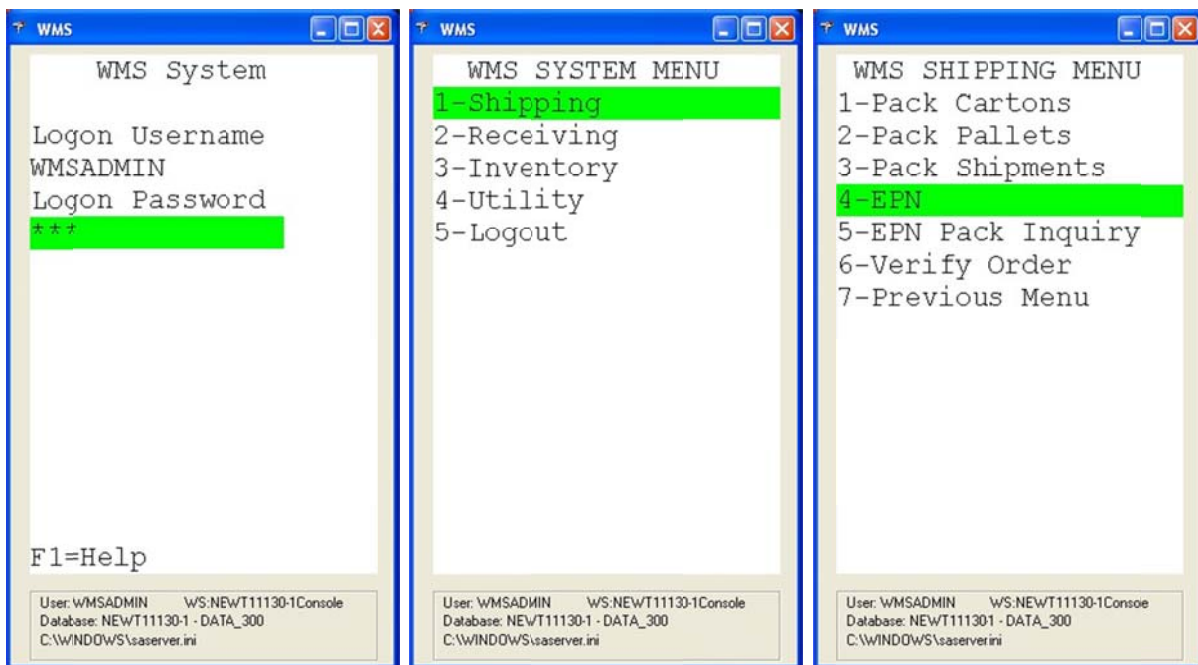 WMS
WMS System
Logon Username
WMSADMIN
Logon Password
***
F1=Help
User: WMSADMIN WS:NEWT11130-1Console
Database: NEWT11130-1 - DATA_300
C:\WINDOWS\saserver.ini
WMS
WMS SYSTEM MENU
1-Shipping
2-Receiving
3-Inventory
4-Utility
5-Logout
User: WMSADMIN WS:NEWT11130-1Console
Database: NEWT11130-1 - DATA_300
C:\WINDOWS\saserver.ini
WMS
WMS SHIPPING MENU
1-Pack Cartons
2-Pack Pallets
3-Pack Shipments
4-EPN
5-EPN Pack Inquiry
6-Verify Order
7-Previous Menu
User: WMSADMIN WS:NEWT11130-1Consoe
Database: NEWT11130-1 - DATA_300
C:\WINDOWS\saserver.ini